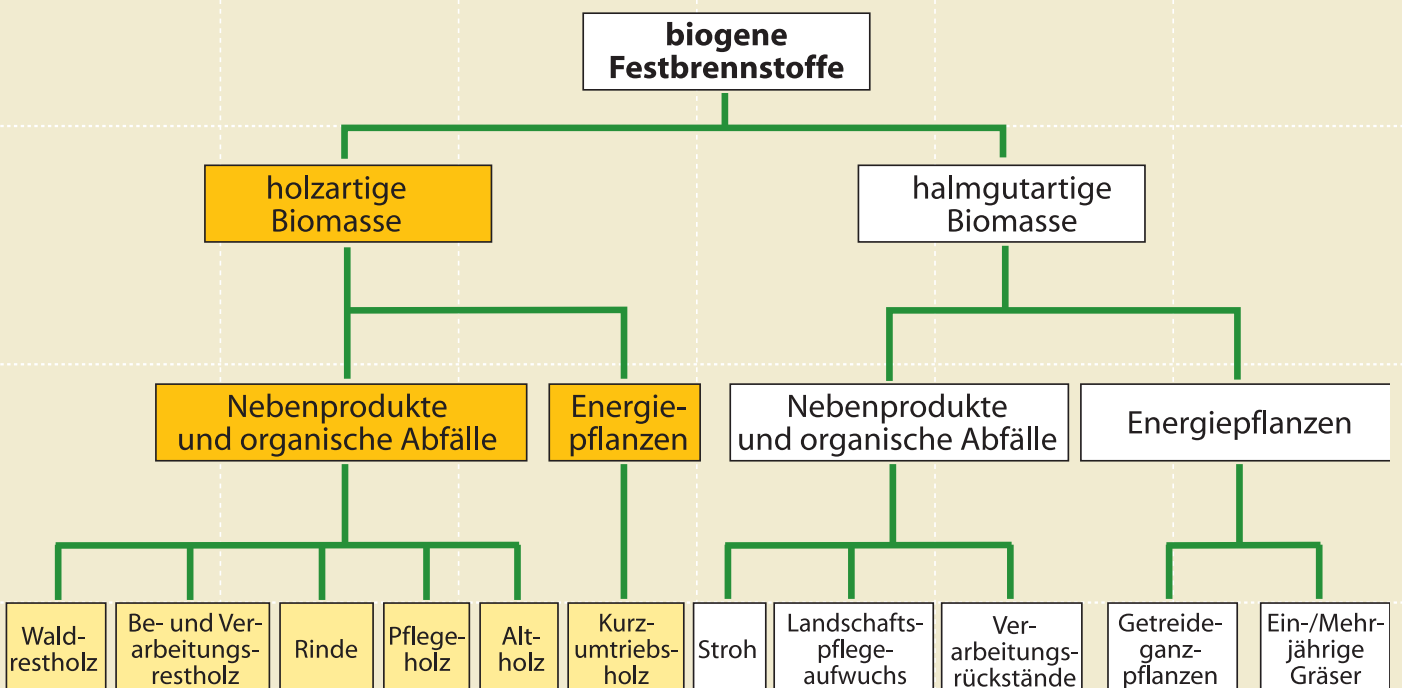 biogene
Festbrennstoffe
holzartige
Biomasse
halmgutartige
Biomasse
Nebenprodukte
und organische Abfälle
Energie-
pflanzen
Nebenprodukte
und organische Abfälle
Energiepflanzen
Wald-
restholz
Be- und Ver-
arbeitungs-
restholz
Rinde
Pflege-
holz
Alt-
holz
Kurz-
umtriebs-
holz
Stroh
Landschafts-
pflege-
aufwuchs
Ver-
arbeitungs-
rückstände
Getreide-
ganz-
pflanzen
Ein-/Mehr-
jährige
Gräser